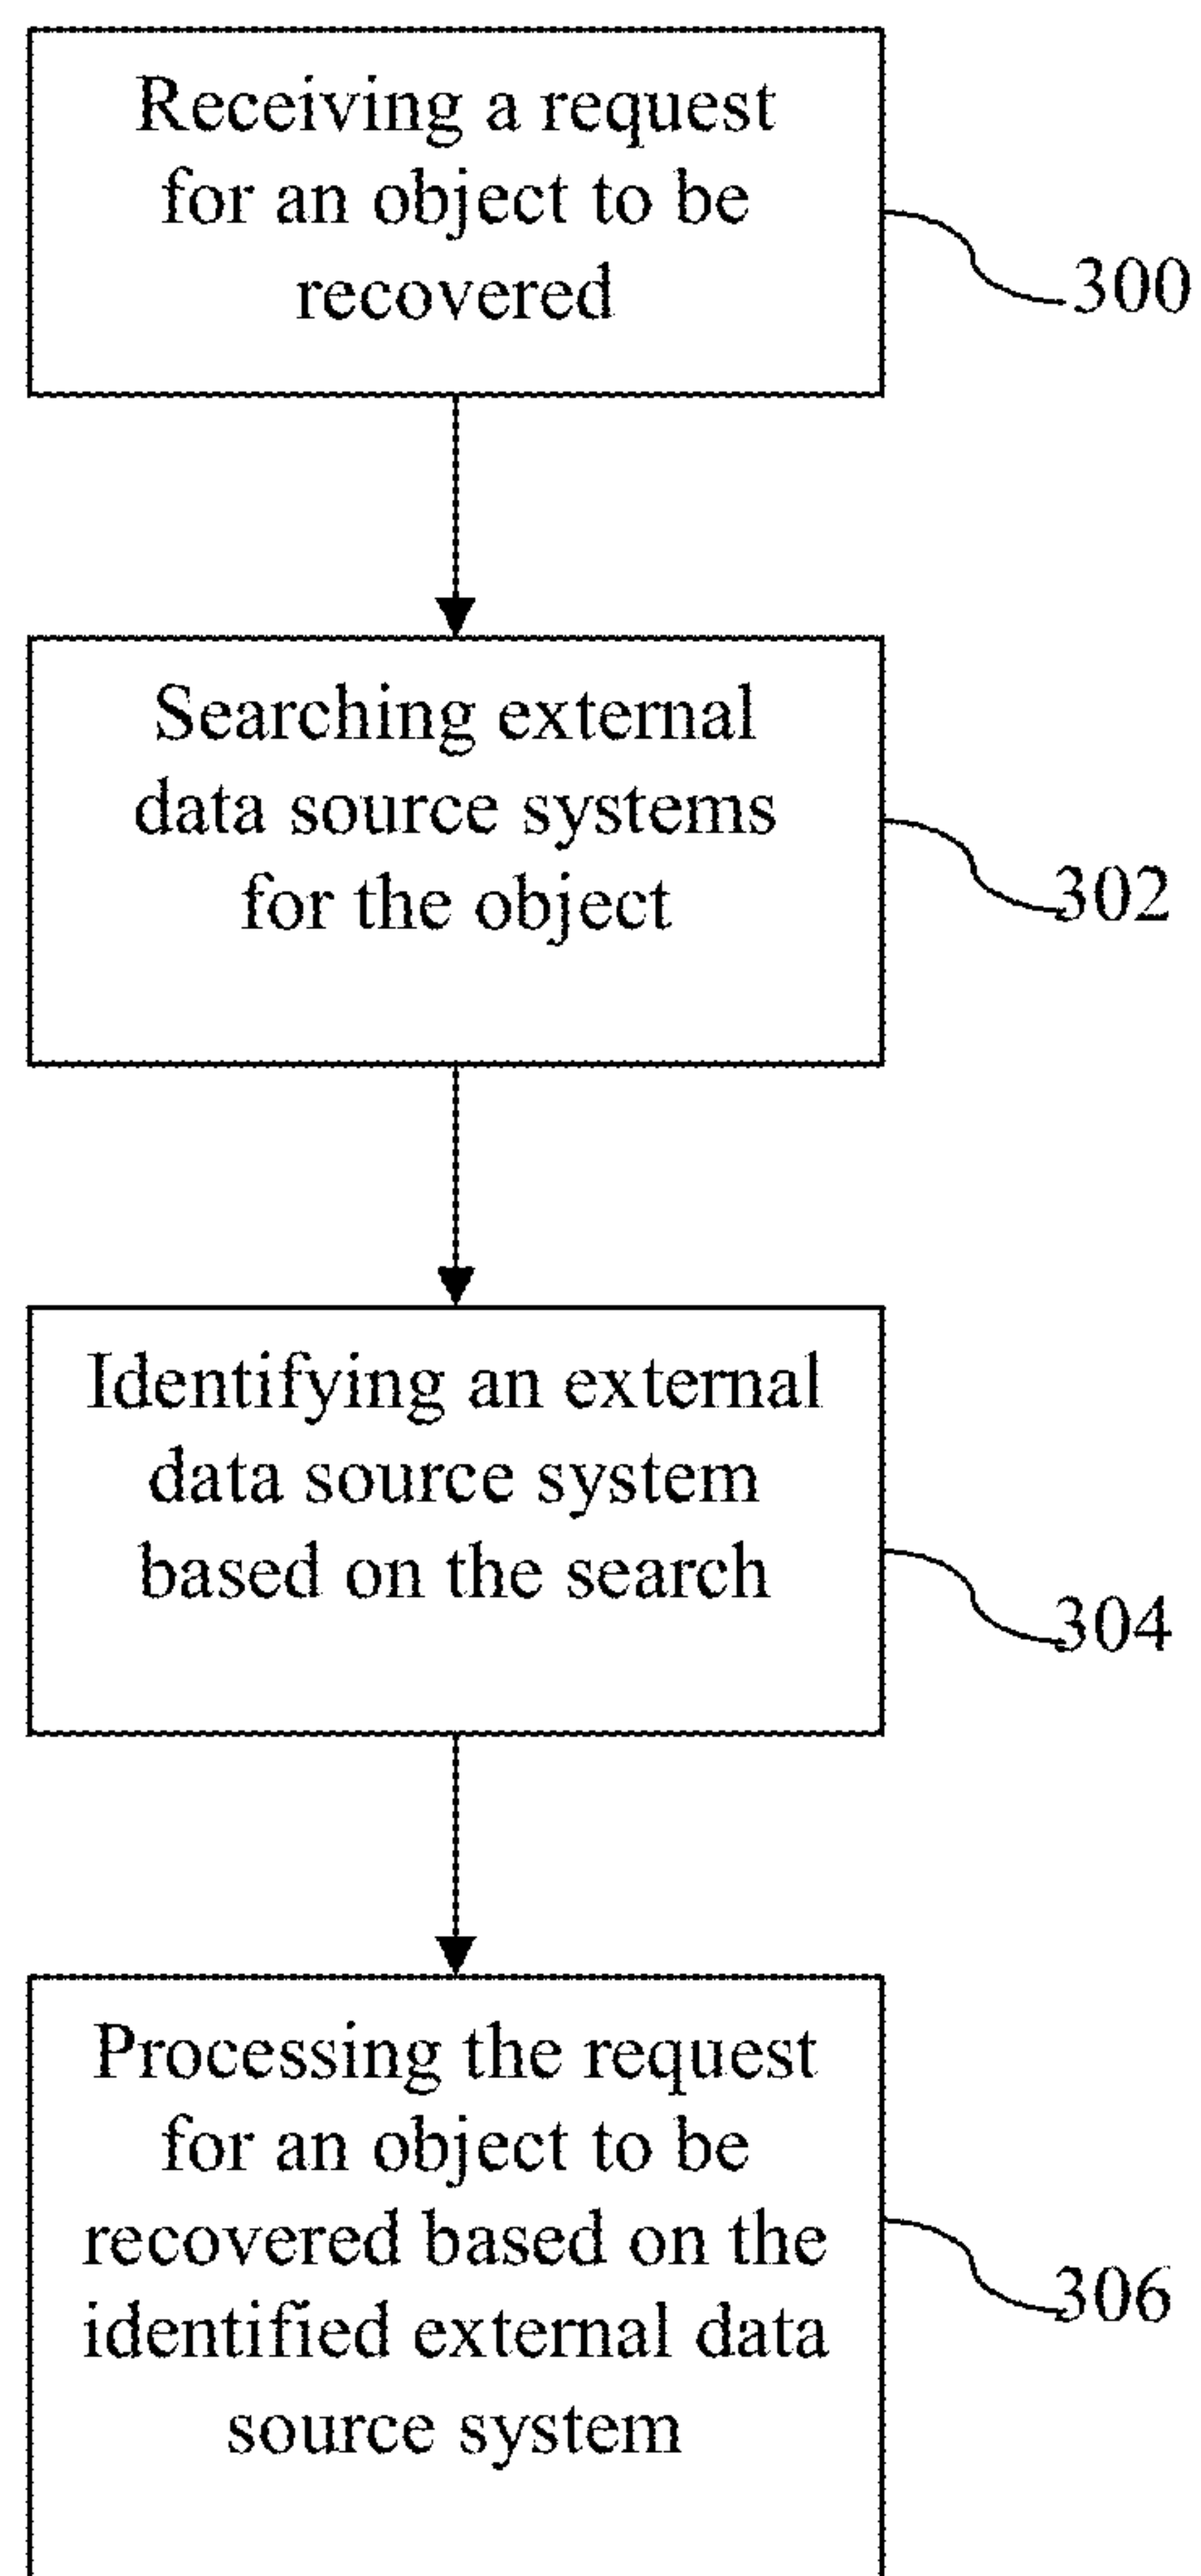 Receiving a request
for an object to be
recovered
300
Searching external
data source systems
for the object
302
Identifying an external
data source system
based on the search
304
Processing the request
for an object to be
recovered based on the
identified external data
source system
306